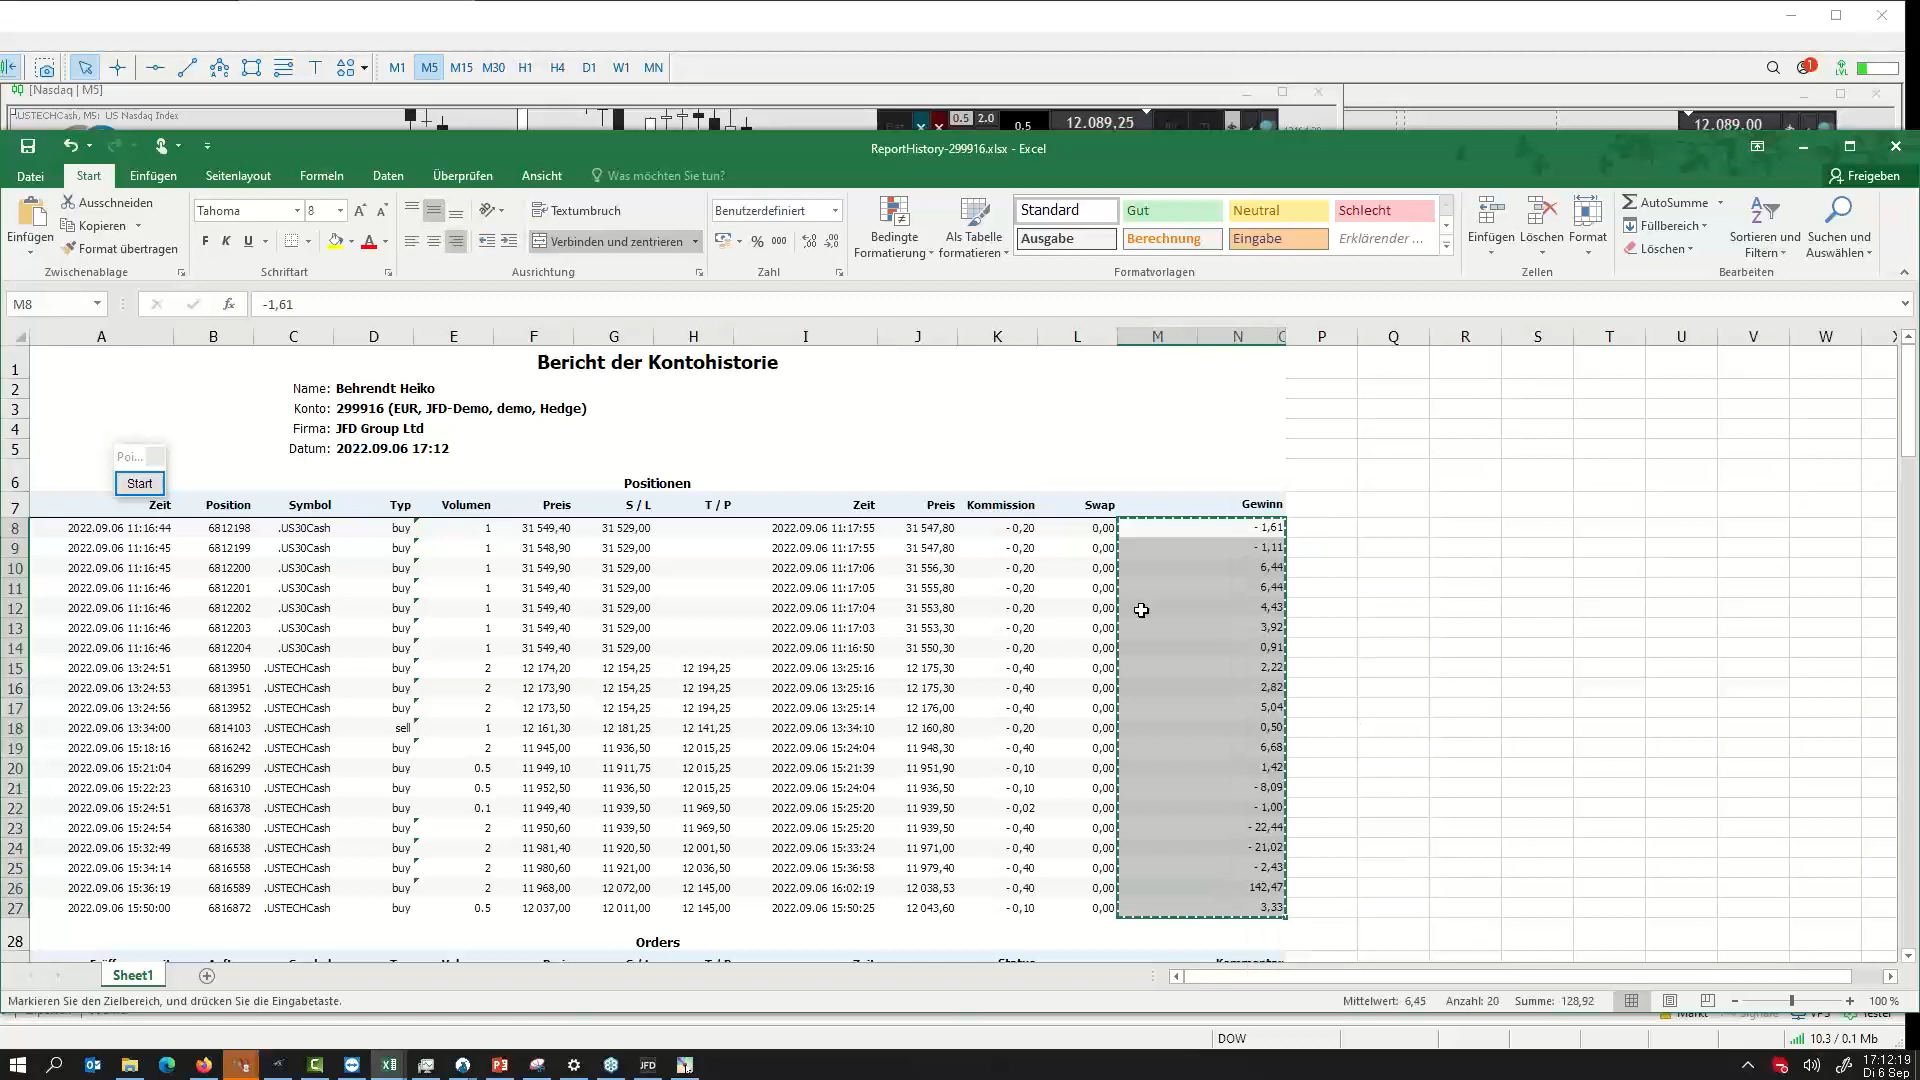 M1 M5 M15 M30 H1 H4 D1 W1 MN
1
LVL
[Nasdaq | M5]
USTECHCash, M5: US Nasdaq Index
0.5 2.0
0.5
12.089,25
12.089,00
ReportHistory-299916.xlsx - Excel
Datei Start Einfügen Seitenlayout Formeln Daten Überprüfen Ansicht Was möchten Sie tun? Freigeben
Einfügen
Ausschneiden
Kopieren
Format übertragen
Zwischenablage
Tahoma 8
F K U
Schriftart
Textumbruch
Verbinden und zentrieren
Ausrichtung
Benutzerdefiniert
% 000
Zahl
Bedingte Formatierung
Als Tabelle formatieren
Standard Gut Neutral Schlecht
Ausgabe Berechnung Eingabe Erklärender ...
Formatvorlagen
Einfügen Löschen Format
Zellen
AutoSumme
Füllbereich
Löschen
Sortieren und Filtern
Suchen und Auswählen
Bearbeiten
M8 fx -1,61
A B C D E F G H I J K L M N P Q R S T U V W
1 Bericht der Kontohistorie
2 Name: Behrendt Heiko
3 Konto: 299916 (EUR, JFD-Demo, demo, Hedge)
4 Firma: JFD Group Ltd
5 Datum: 2022.09.06 17:12
Poi...
Start
6 Positionen
7 Zeit Position Symbol Typ Volumen Preis S / L T / P Zeit Preis Kommission Swap Gewinn
8 2022.09.06 11:16:44 6812198 .US30Cash buy 1 31 549,40 31 529,00 2022.09.06 11:17:55 31 547,80 - 0,20 0,00 - 1,61
9 2022.09.06 11:16:45 6812199 .US30Cash buy 1 31 548,90 31 529,00 2022.09.06 11:17:55 31 547,80 - 0,20 0,00 - 1,11
10 2022.09.06 11:16:45 6812200 .US30Cash buy 1 31 549,90 31 529,00 2022.09.06 11:17:06 31 556,30 - 0,20 0,00 6,44
11 2022.09.06 11:16:46 6812201 .US30Cash buy 1 31 549,40 31 529,00 2022.09.06 11:17:05 31 555,80 - 0,20 0,00 6,44
12 2022.09.06 11:16:46 6812202 .US30Cash buy 1 31 549,40 31 529,00 2022.09.06 11:17:04 31 553,80 - 0,20 0,00 4,43
13 2022.09.06 11:16:46 6812203 .US30Cash buy 1 31 549,40 31 529,00 2022.09.06 11:17:03 31 553,30 - 0,20 0,00 3,92
14 2022.09.06 11:16:46 6812204 .US30Cash buy 1 31 549,40 31 529,00 2022.09.06 11:16:50 31 550,30 - 0,20 0,00 0,91
15 2022.09.06 13:24:51 6813950 .USTECHCash buy 2 12 174,20 12 154,25 12 194,25 2022.09.06 13:25:16 12 175,30 - 0,40 0,00 2,22
16 2022.09.06 13:24:53 6813951 .USTECHCash buy 2 12 173,90 12 154,25 12 194,25 2022.09.06 13:25:16 12 175,30 - 0,40 0,00 2,82
17 2022.09.06 13:24:56 6813952 .USTECHCash buy 2 12 173,50 12 154,25 12 194,25 2022.09.06 13:25:14 12 176,00 - 0,40 0,00 5,04
18 2022.09.06 13:34:00 6814103 .USTECHCash sell 1 12 161,30 12 181,25 12 141,25 2022.09.06 13:34:10 12 160,80 - 0,20 0,00 0,50
19 2022.09.06 15:18:16 6816242 .USTECHCash buy 2 11 945,00 11 936,50 12 015,25 2022.09.06 15:24:04 11 948,30 - 0,40 0,00 6,68
20 2022.09.06 15:21:04 6816299 .USTECHCash buy 0.5 11 949,10 11 911,75 12 015,25 2022.09.06 15:21:39 11 951,90 - 0,10 0,00 1,42
21 2022.09.06 15:22:23 6816310 .USTECHCash buy 0.5 11 952,50 11 936,50 12 015,25 2022.09.06 15:24:04 11 936,50 - 0,10 0,00 - 8,09
22 2022.09.06 15:24:51 6816378 .USTECHCash buy 0.1 11 949,40 11 939,50 11 969,50 2022.09.06 15:25:20 11 939,50 - 0,02 0,00 - 1,00
23 2022.09.06 15:24:54 6816380 .USTECHCash buy 2 11 950,60 11 939,50 11 969,50 2022.09.06 15:25:20 11 939,50 - 0,40 0,00 - 22,44
24 2022.09.06 15:32:49 6816538 .USTECHCash buy 2 11 981,40 11 920,50 12 001,50 2022.09.06 15:33:24 11 971,00 - 0,40 0,00 - 21,02
25 2022.09.06 15:34:14 6816558 .USTECHCash buy 2 11 980,60 11 921,00 12 036,50 2022.09.06 15:36:58 11 979,40 - 0,40 0,00 - 2,43
26 2022.09.06 15:36:19 6816589 .USTECHCash buy 2 11 968,00 12 072,00 12 145,00 2022.09.06 16:02:19 12 038,53 - 0,40 0,00 142,47
27 2022.09.06 15:50:00 6816872 .USTECHCash buy 0.5 12 037,00 12 011,00 12 145,00 2022.09.06 15:50:25 12 043,60 - 0,10 0,00 3,33
28 Orders
Sheet1
Markieren Sie den Zielbereich, und drücken Sie die Eingabetaste. Mittelwert: 6,45 Anzahl: 20 Summe: 128,92 100 %
DOW 10.3 / 0.1 Mb
JFD
17:12:19
Di 6 Sep